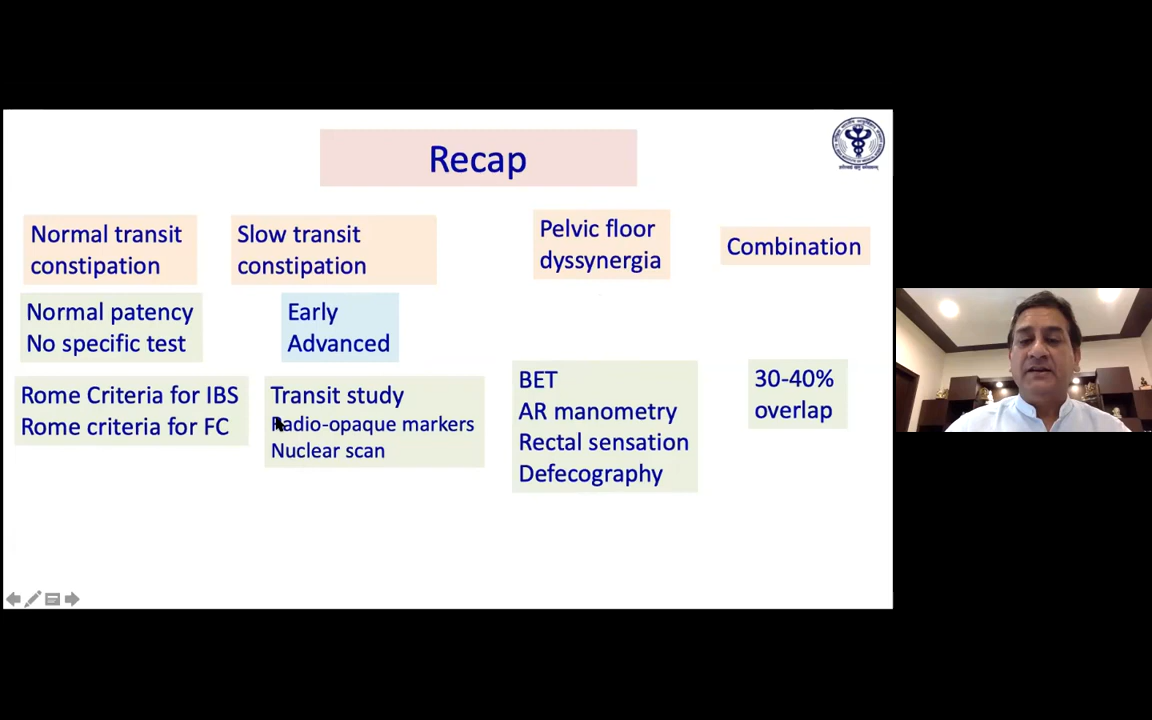 Recap
Normal transit
constipation
Slow transit
constipation
Pelvic floor
dyssynergia
Combination
Normal patency
No specific test
Early
Advanced
Rome Criteria for IBS
Rome criteria for FC
Transit study
Radio-opaque markers
Nuclear scan
BET
AR manometry
Rectal sensation
Defecography
30-40%
overlap